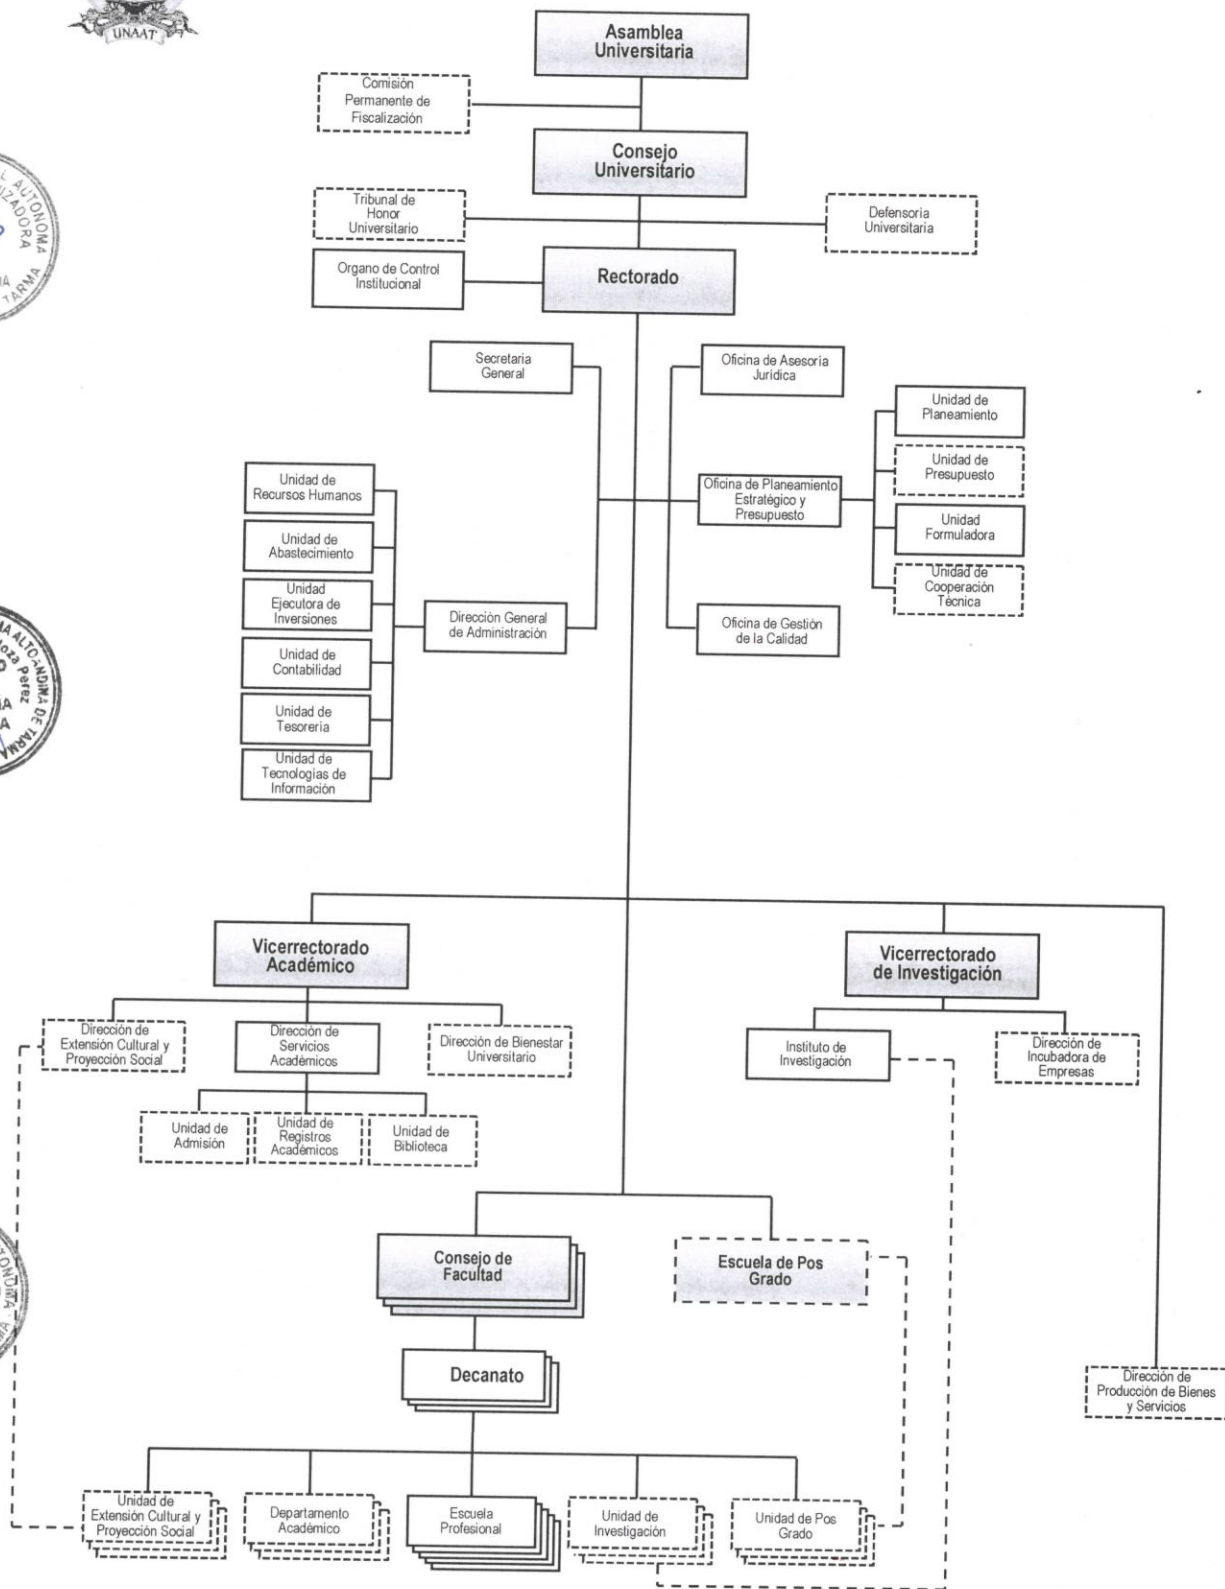 UNAAT
Asamblea
Universitaria
Comisión
Permanente de
Fiscalización
Consejo
Universitario
Tribunal de
Honor
Universitario
Defensoria
Universitaria
Organo de Control
Institucional
Rectorado
AUTONOMA
TARMA
Secretaria
General
Oficina de Asesoría
Jurídica
Unidad de
Planeamiento
Unidad de
Presupuesto
Unidad
Formuladora
Unidad de
Cooperación
Técnica
Oficina de Planeamiento
Estratégico y
Presupuesto
Oficina de Gestión
de la Calidad
Unidad de
Recursos Humanos
Unidad de
Abastecimiento
Unidad
Ejecutora de
Inversiones
Unidad de
Contabilidad
Unidad de
Tesorería
Unidad de
Tecnologías de
Información
Dirección General
de Administración
ALTOANDINA DE TARMA
Perez
Vicerrectorado
Académico
Vicerrectorado
de Investigación
Dirección de
Extensión Cultural y
Proyección Social
Dirección de
Servicios
Académicos
Dirección de Bienestar
Universitario
Instituto de
Investigación
Dirección de
Incubadora de
Empresas
Unidad de
Admisión
Unidad de
Registros
Académicos
Unidad de
Biblioteca
Consejo de
Facultad
Escuela de Pos
Grado
Decanato
Dirección de
Producción de Bienes
y Servicios
Unidad de
Extensión Cultural y
Proyección Social
Departamento
Académico
Escuela
Profesional
Unidad de
Investigación
Unidad de Pos
Grado